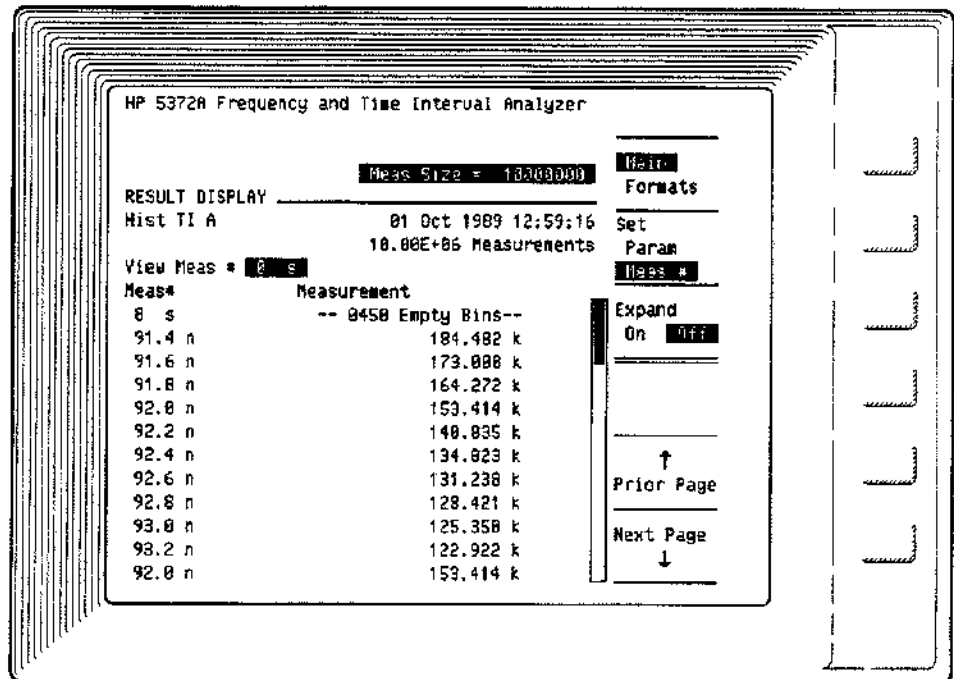 HP 5372A Frequency and Time Interval Analyzer
Meas Size = 10000000
RESULT DISPLAY
Hist TI A
01 Oct 1989 12:59:16
10.00E+06 Measurements
View Meas # 0 s
Meas# Measurement
0 s -- 0450 Empty Bins--
91.4 n 184.482 k
91.6 n 173.088 k
91.8 n 164.272 k
92.0 n 153.414 k
92.2 n 140.835 k
92.4 n 134.823 k
92.6 n 131.238 k
92.8 n 128.421 k
93.0 n 125.350 k
93.2 n 122.922 k
92.0 n 153.414 k
Main
Formats
Set
Param
Meas #
Expand
On Off
↑
Prior Page
Next Page
↓